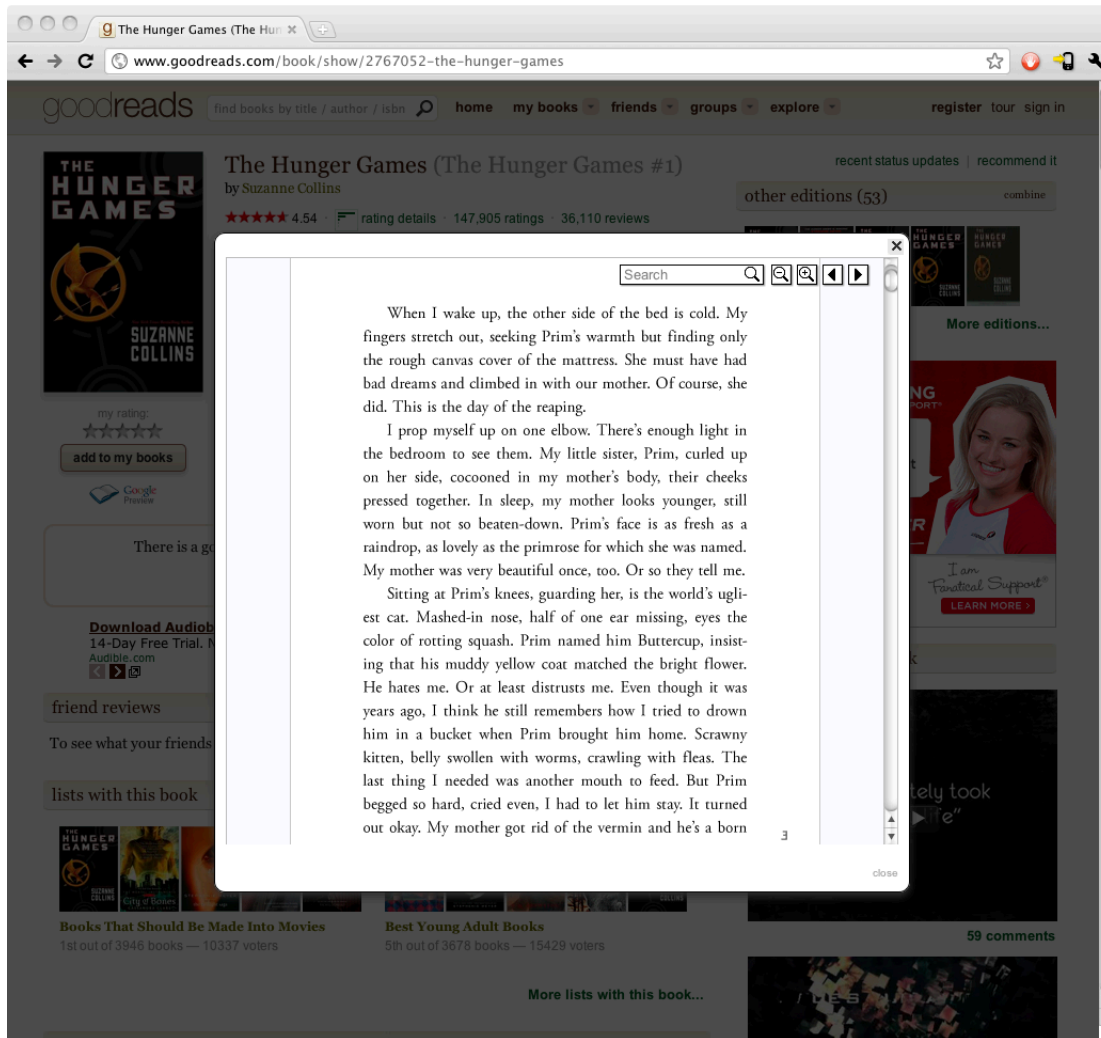 The Hunger Games (The Hun
www.goodreads.com/book/show/2767052-the-hunger-games
goodreads find books by title / author / isbn home my books friends groups explore register tour sign in
THE
HUNGER
GAMES
SUZANNE
COLLINS
The Hunger Games (The Hunger Games #1)
by Suzanne Collins
4.54 · rating details · 147,905 ratings · 36,110 reviews
recent status updates | recommend it
other editions (53) combine
HUNGER
GAMES
More editions...
my rating:
add to my books
Google
Preview
There is a go
Download Audiob
14-Day Free Trial. N
Audible.com
friend reviews
To see what your friends
lists with this book
Search
When I wake up, the other side of the bed is cold. My
fingers stretch out, seeking Prim's warmth but finding only
the rough canvas cover of the mattress. She must have had
bad dreams and climbed in with our mother. Of course, she
did. This is the day of the reaping.
I prop myself up on one elbow. There's enough light in
the bedroom to see them. My little sister, Prim, curled up
on her side, cocooned in my mother's body, their cheeks
pressed together. In sleep, my mother looks younger, still
worn but not so beaten-down. Prim's face is as fresh as a
raindrop, as lovely as the primrose for which she was named.
My mother was very beautiful once, too. Or so they tell me.
Sitting at Prim's knees, guarding her, is the world's ugli-
est cat. Mashed-in nose, half of one ear missing, eyes the
color of rotting squash. Prim named him Buttercup, insist-
ing that his muddy yellow coat matched the bright flower.
He hates me. Or at least distrusts me. Even though it was
years ago, I think he still remembers how I tried to drown
him in a bucket when Prim brought him home. Scrawny
kitten, belly swollen with worms, crawling with fleas. The
last thing I needed was another mouth to feed. But Prim
begged so hard, cried even, I had to let him stay. It turned
out okay. My mother got rid of the vermin and he's a born
3
close
NG
PORT®
t
ER
I am
Fanatical Support®
LEARN MORE >
k
tely took
e"
THE
HUNGER
GAMES
City of Bones
Books That Should Be Made Into Movies
1st out of 3946 books — 10337 voters
Best Young Adult Books
5th out of 3678 books — 15429 voters
59 comments
More lists with this book...